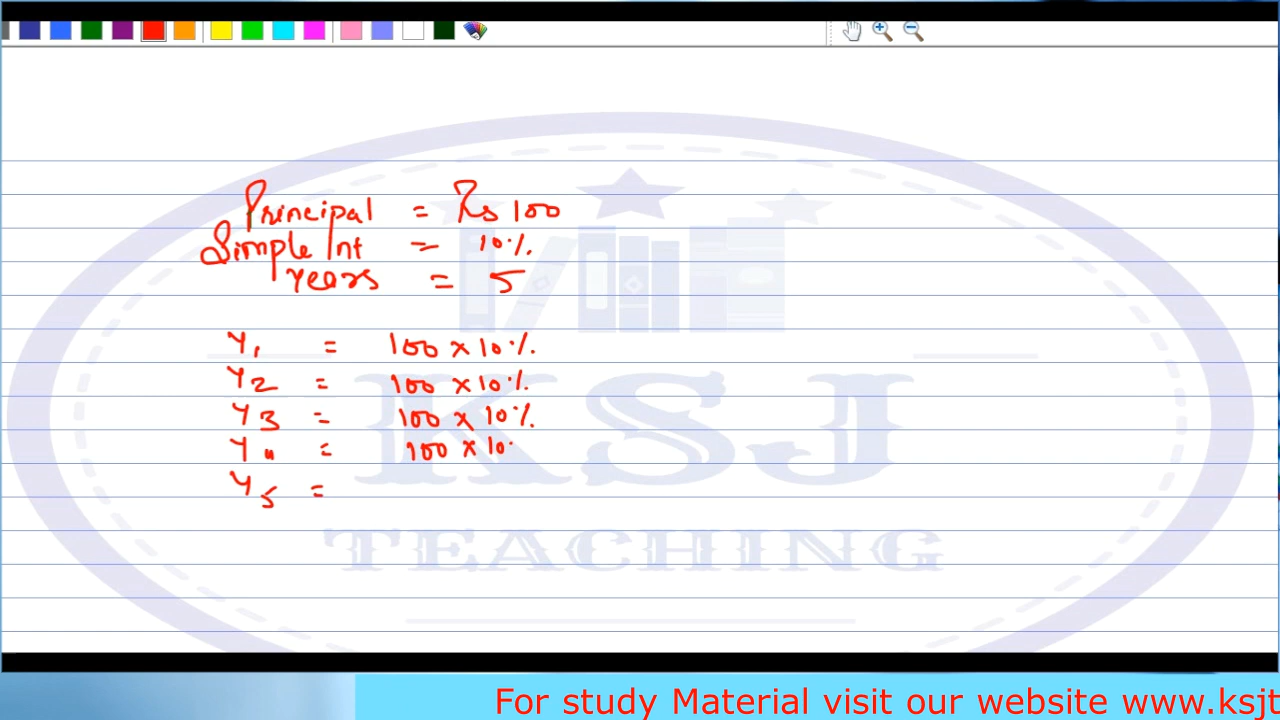 Principal = Rs 100
Simple Int = 10%
Years = 5
Y1 = 100 × 10%
Y2 = 100 × 10%
Y3 = 100 × 10%
Y4 = 100 × 10
Y5 =
KSJ
TEACHING
For study Material visit our website www.ksjt